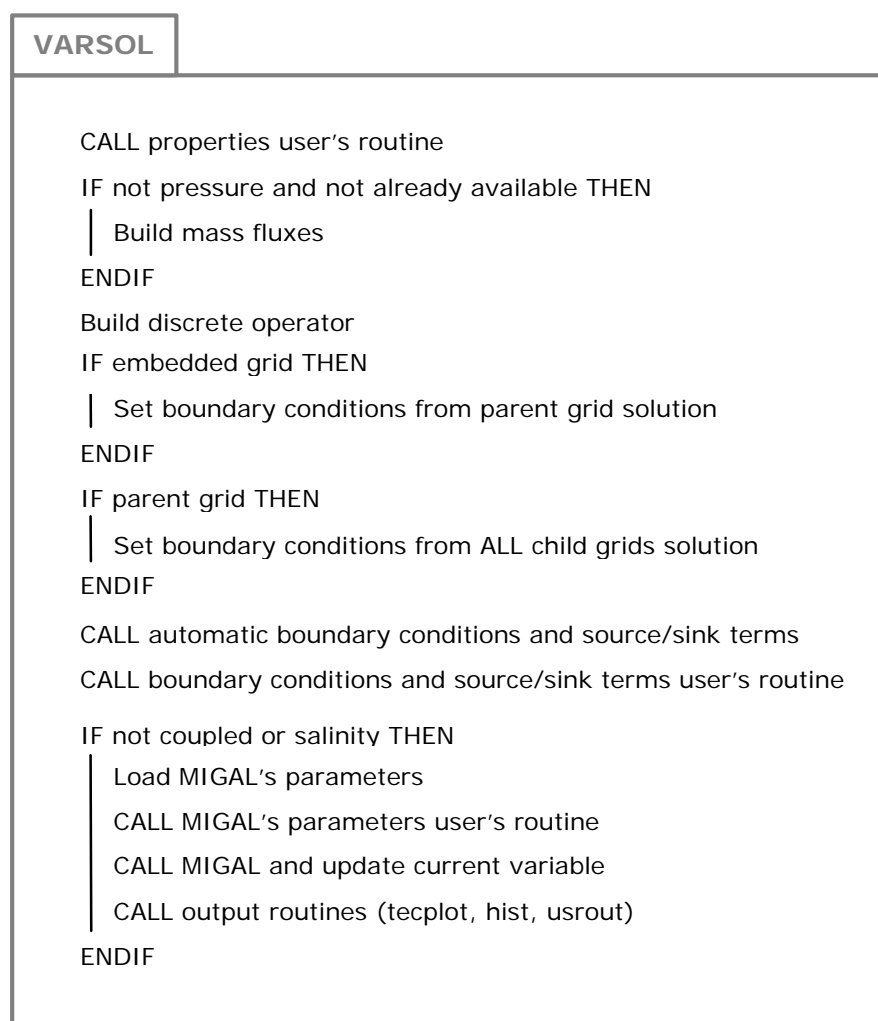 VARSOL
CALL properties user's routine
IF not pressure and not already available THEN
Build mass fluxes
ENDIF
Build discrete operator
IF embedded grid THEN
Set boundary conditions from parent grid solution
ENDIF
IF parent grid THEN
Set boundary conditions from ALL child grids solution
ENDIF
CALL automatic boundary conditions and source/sink terms
CALL boundary conditions and source/sink terms user's routine
IF not coupled or salinity THEN
Load MIGAL's parameters
CALL MIGAL's parameters user's routine
CALL MIGAL and update current variable
CALL output routines (tecplot, hist, usrout)
ENDIF